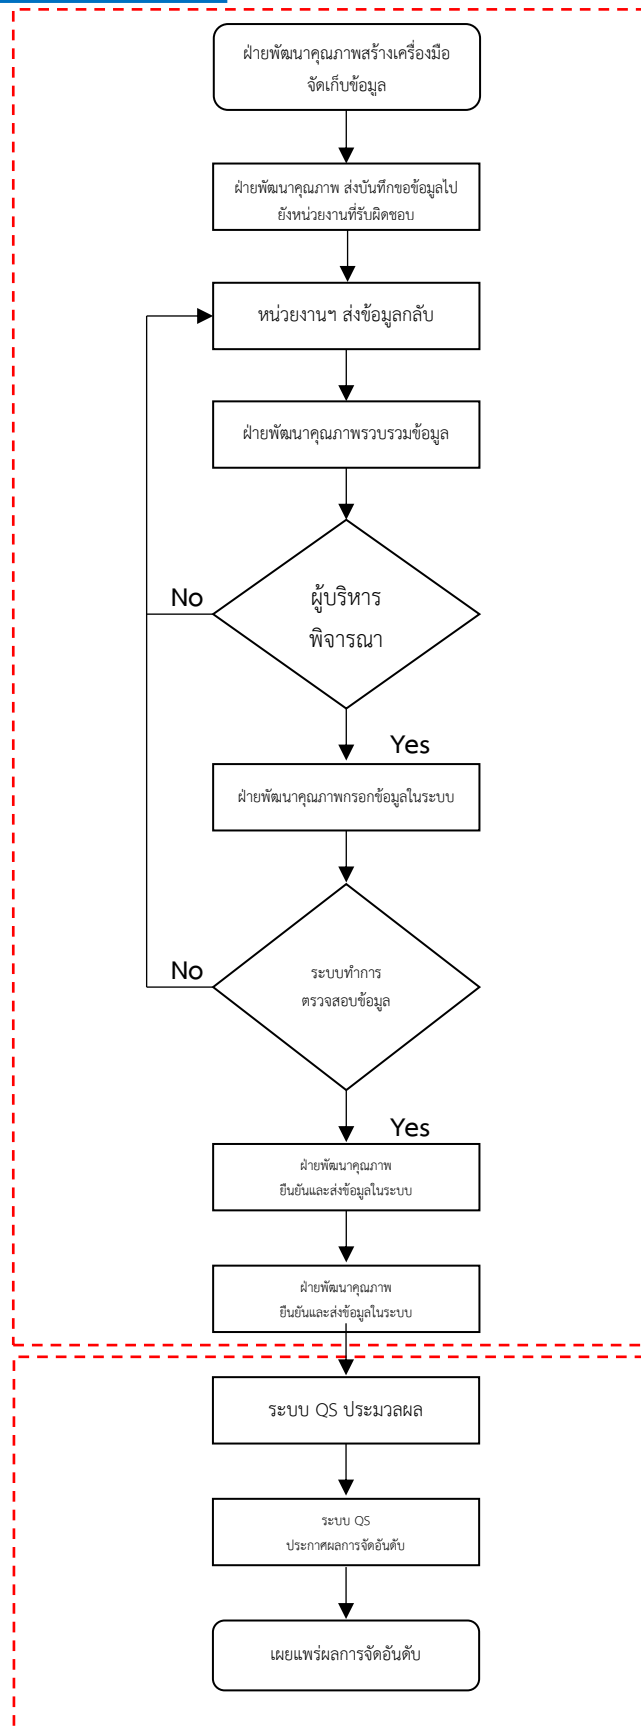 ฝ่ายพัฒนาคุณภาพสร้างเครื่องมือ
จัดเก็บข้อมูล
ฝ่ายพัฒนาคุณภาพ ส่งบันทึกขอข้อมูลไป
ยังหน่วยงานที่รับผิดชอบ
หน่วยงานฯ ส่งข้อมูลกลับ
ฝ่ายพัฒนาคุณภาพรวบรวมข้อมูล
No
ผู้บริหาร
พิจารณา
Yes
ฝ่ายพัฒนาคุณภาพกรอกข้อมูลในระบบ
No
ระบบทำการ
ตรวจสอบข้อมูล
Yes
ฝ่ายพัฒนาคุณภาพ
ยืนยันและส่งข้อมูลในระบบ
ฝ่ายพัฒนาคุณภาพ
ยืนยันและส่งข้อมูลในระบบ
ระบบ QS ประมวลผล
ระบบ QS
ประกาศผลการจัดอันดับ
เผยแพร่ผลการจัดอันดับ